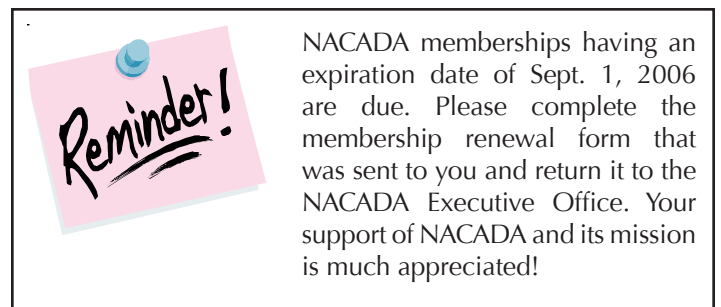 Reminder!
NACADA memberships having an
expiration date of Sept. 1, 2006
are due. Please complete the
membership renewal form that
was sent to you and return it to the
NACADA Executive Office. Your
support of NACADA and its mission
is much appreciated!